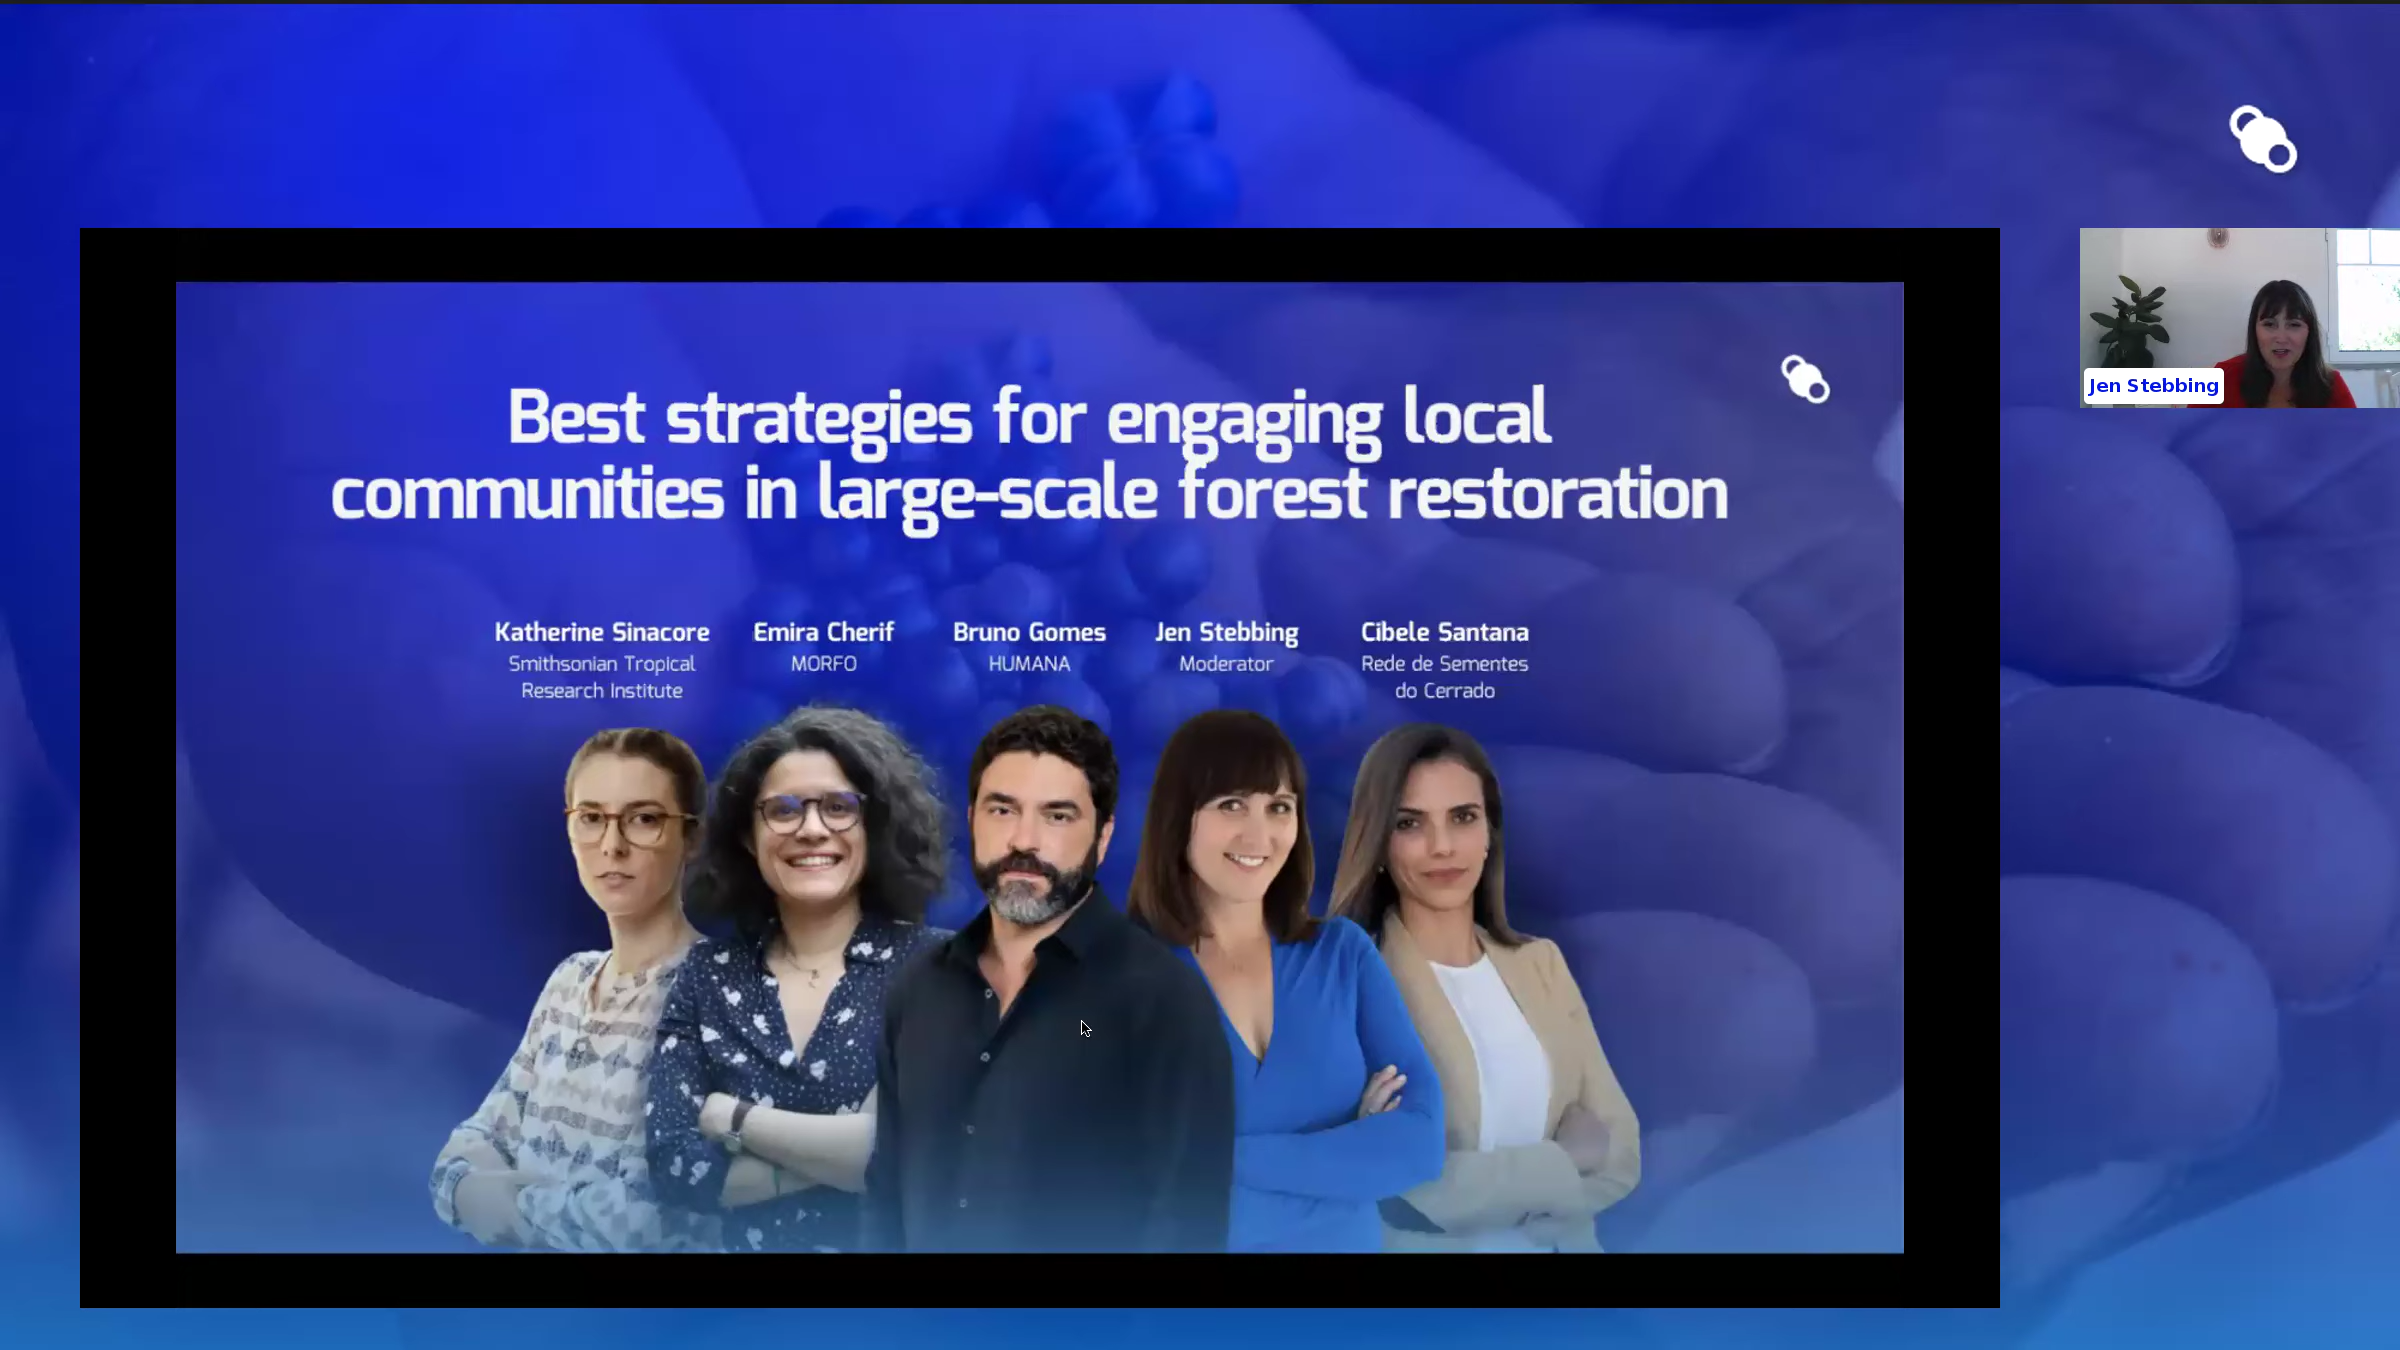 Best strategies for engaging local
communities in large-scale forest restoration
Katherine Sinacore
Smithsonian Tropical
Research Institute
Emira Cherif
MORFO
Bruno Gomes
HUMANA
Jen Stebbing
Moderator
Cibele Santana
Rede de Sementes
do Cerrado
Jen Stebbing